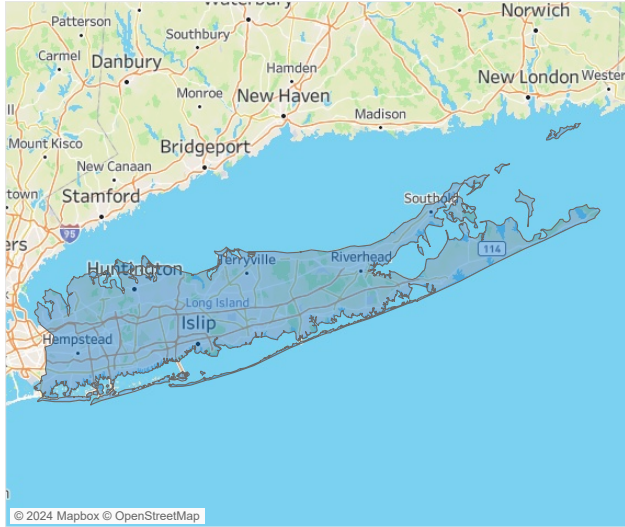 Norwich
Patterson
Southbury
Carmel
Danbury
Hamden
New London
Wester
Monroe
New Haven
Madison
Mount Kisco
Bridgeport
New Canaan
Stamford
Southold
95
114
Huntington
Terryville
Riverhead
Long Island
Islip
Hempstead
© 2024 Mapbox © OpenStreetMap